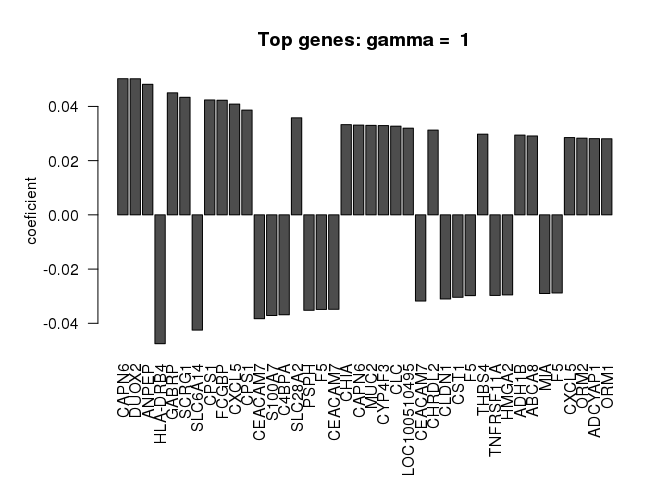 Top genes: gamma = 1
coeficient
0.04
0.02
0.00
-0.02
-0.04
CAPN6
DUOX2
ANPEP
HLA-DRB4
GABRP
SCRG1
SLC6A14
CPS1
FCGBP
CXCL5
CPS1
CEACAM7
S100A7
C4BPA
SLC28A2
PSPH
F5
CEACAM7
CHIA
CAPN6
MUC2
CYP4F3
CLC
LOC100510495
CEACAM7
CHRDL2
CLDN1
CST1
F5
THBS4
TNFRSF11A
HMGA2
ADH1B
ABCA8
MIA
F5
CXCL5
ORM2
ADCYAP1
ORM1